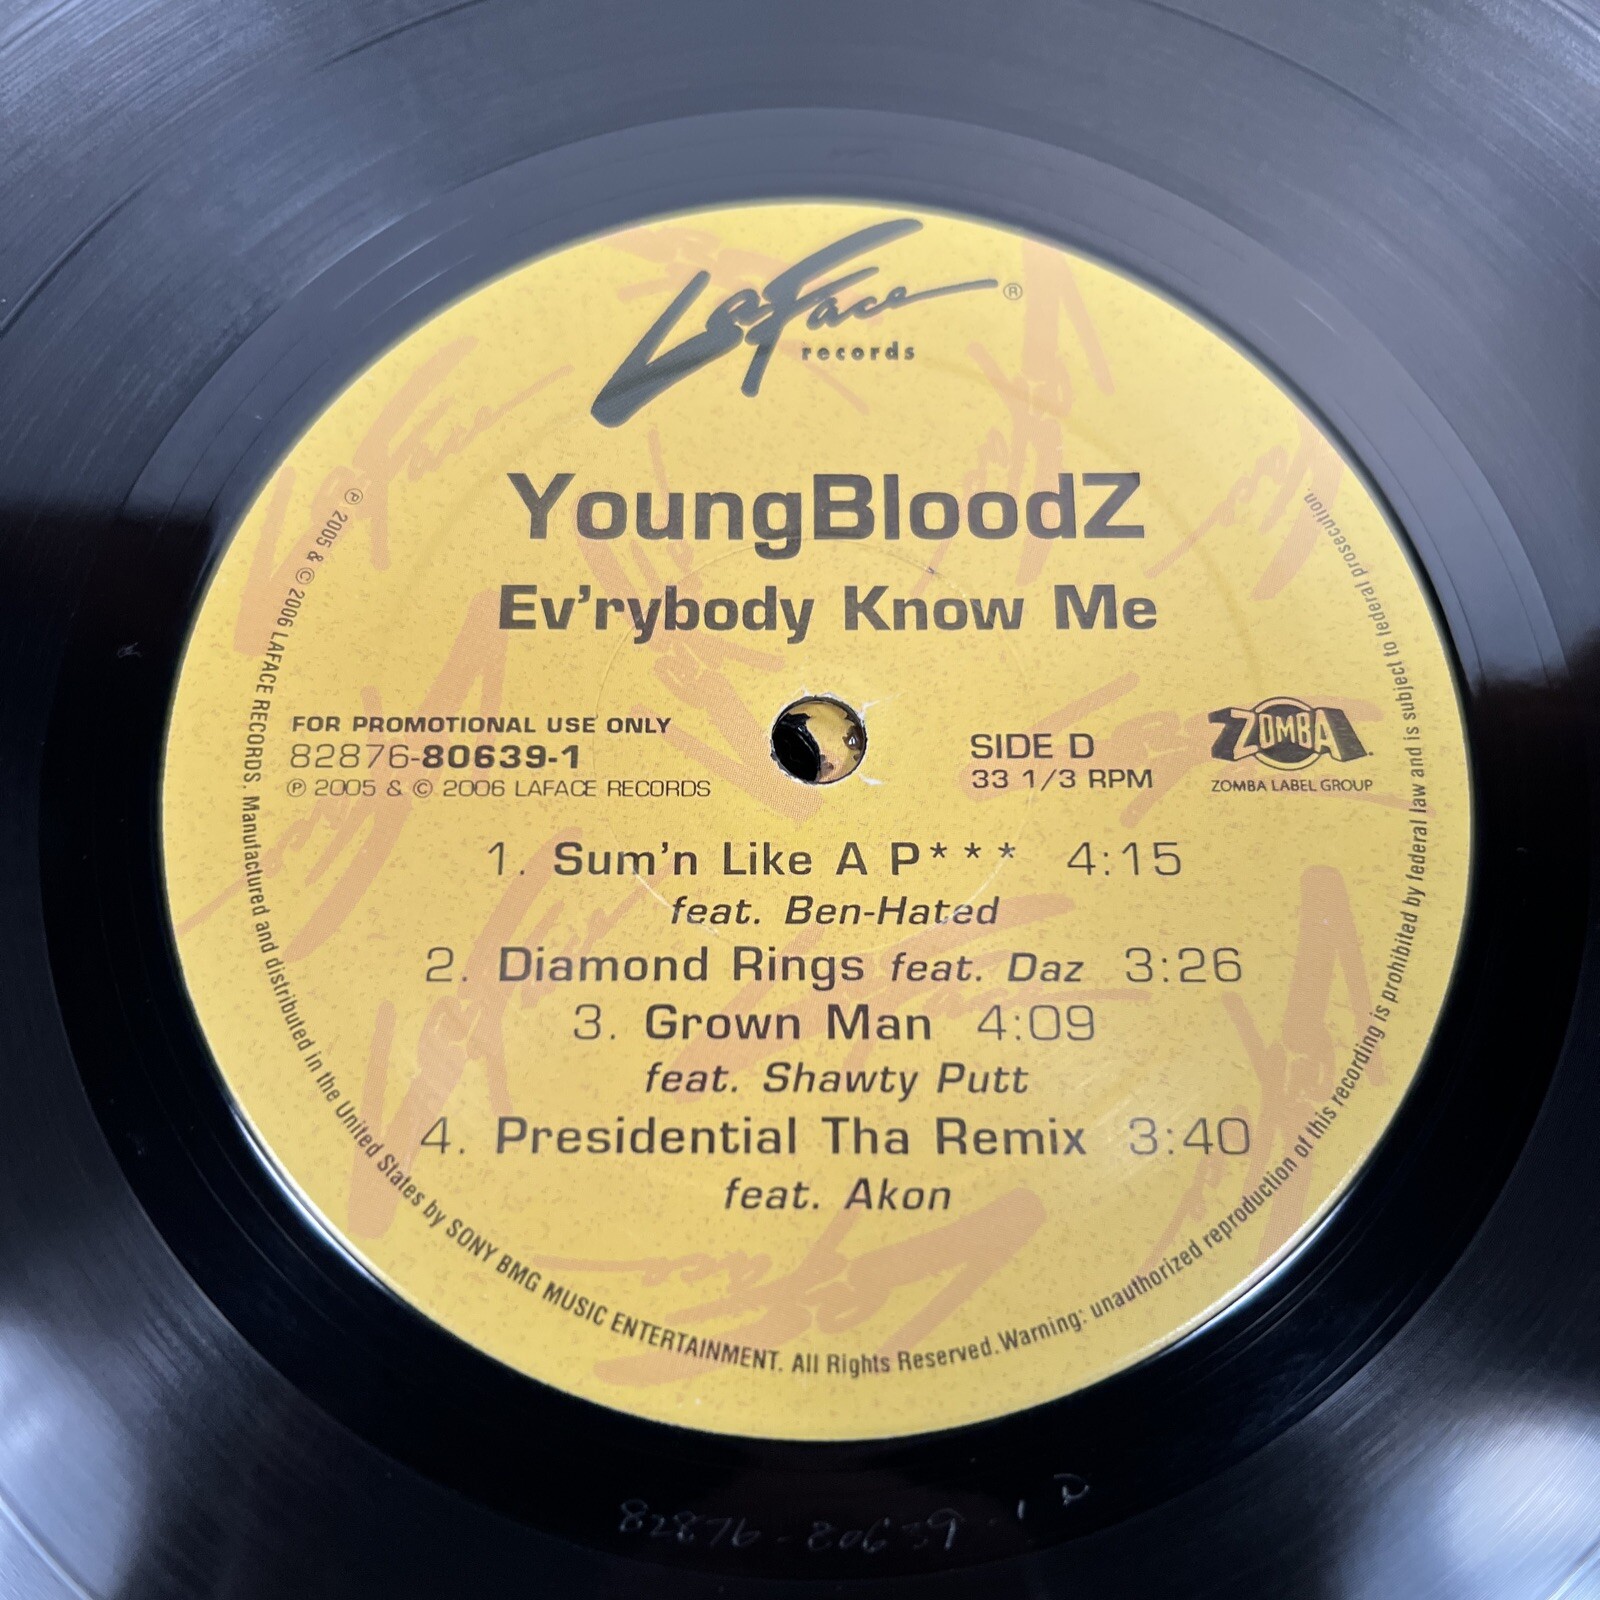 LaFace ®
records
YoungBloodZ
Ev'rybody Know Me
FOR PROMOTIONAL USE ONLY
82876-80639-1
℗ 2005 & © 2006 LAFACE RECORDS
SIDE D
33 1/3 RPM
ZOMBA
ZOMBA LABEL GROUP
1. Sum'n Like A P*** 4:15
feat. Ben-Hated
2. Diamond Rings feat. Daz 3:26
3. Grown Man 4:09
feat. Shawty Putt
4. Presidential Tha Remix 3:40
feat. Akon
℗ 2005 & © 2006 LAFACE RECORDS. Manufactured and distributed in the United States by SONY BMG MUSIC ENTERTAINMENT. All Rights Reserved. Warning: unauthorized reproduction of this recording is prohibited by federal law and is subject to federal prosecution.
82876-80639-1 D